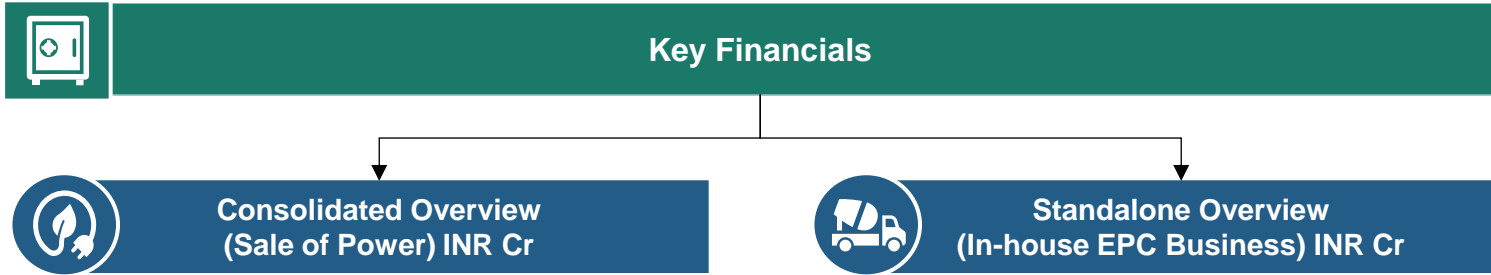 Key Financials
Consolidated Overview
(Sale of Power) INR Cr
Standalone Overview
(In-house EPC Business) INR Cr